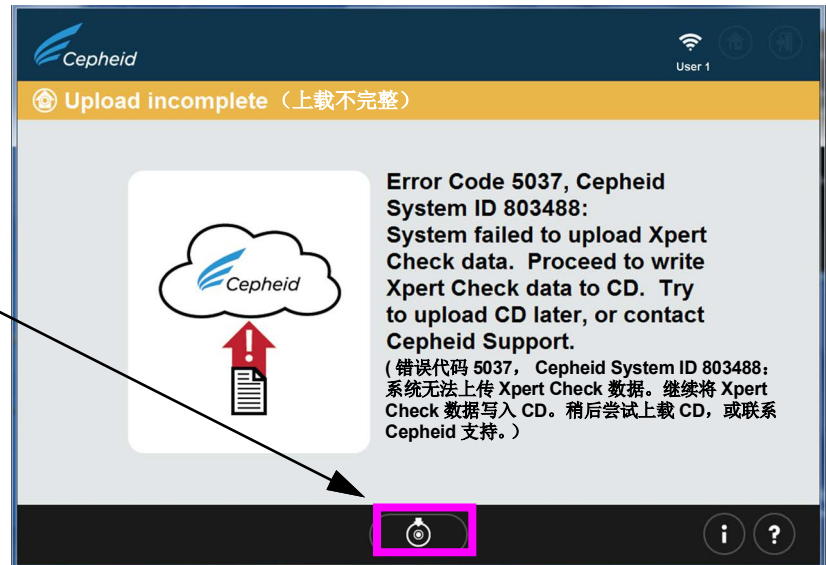 Cepheid
User 1
Upload incomplete（上载不完整）
Error Code 5037, Cepheid
System ID 803488:
System failed to upload Xpert
Check data. Proceed to write
Xpert Check data to CD. Try
to upload CD later, or contact
Cepheid Support.
Cepheid
( 错误代码 5037， Cepheid System ID 803488：
系统无法上传 Xpert Check 数据。继续将 Xpert
Check 数据写入 CD。稍后尝试上载 CD，或联系
Cepheid 支持。）
!
i
?